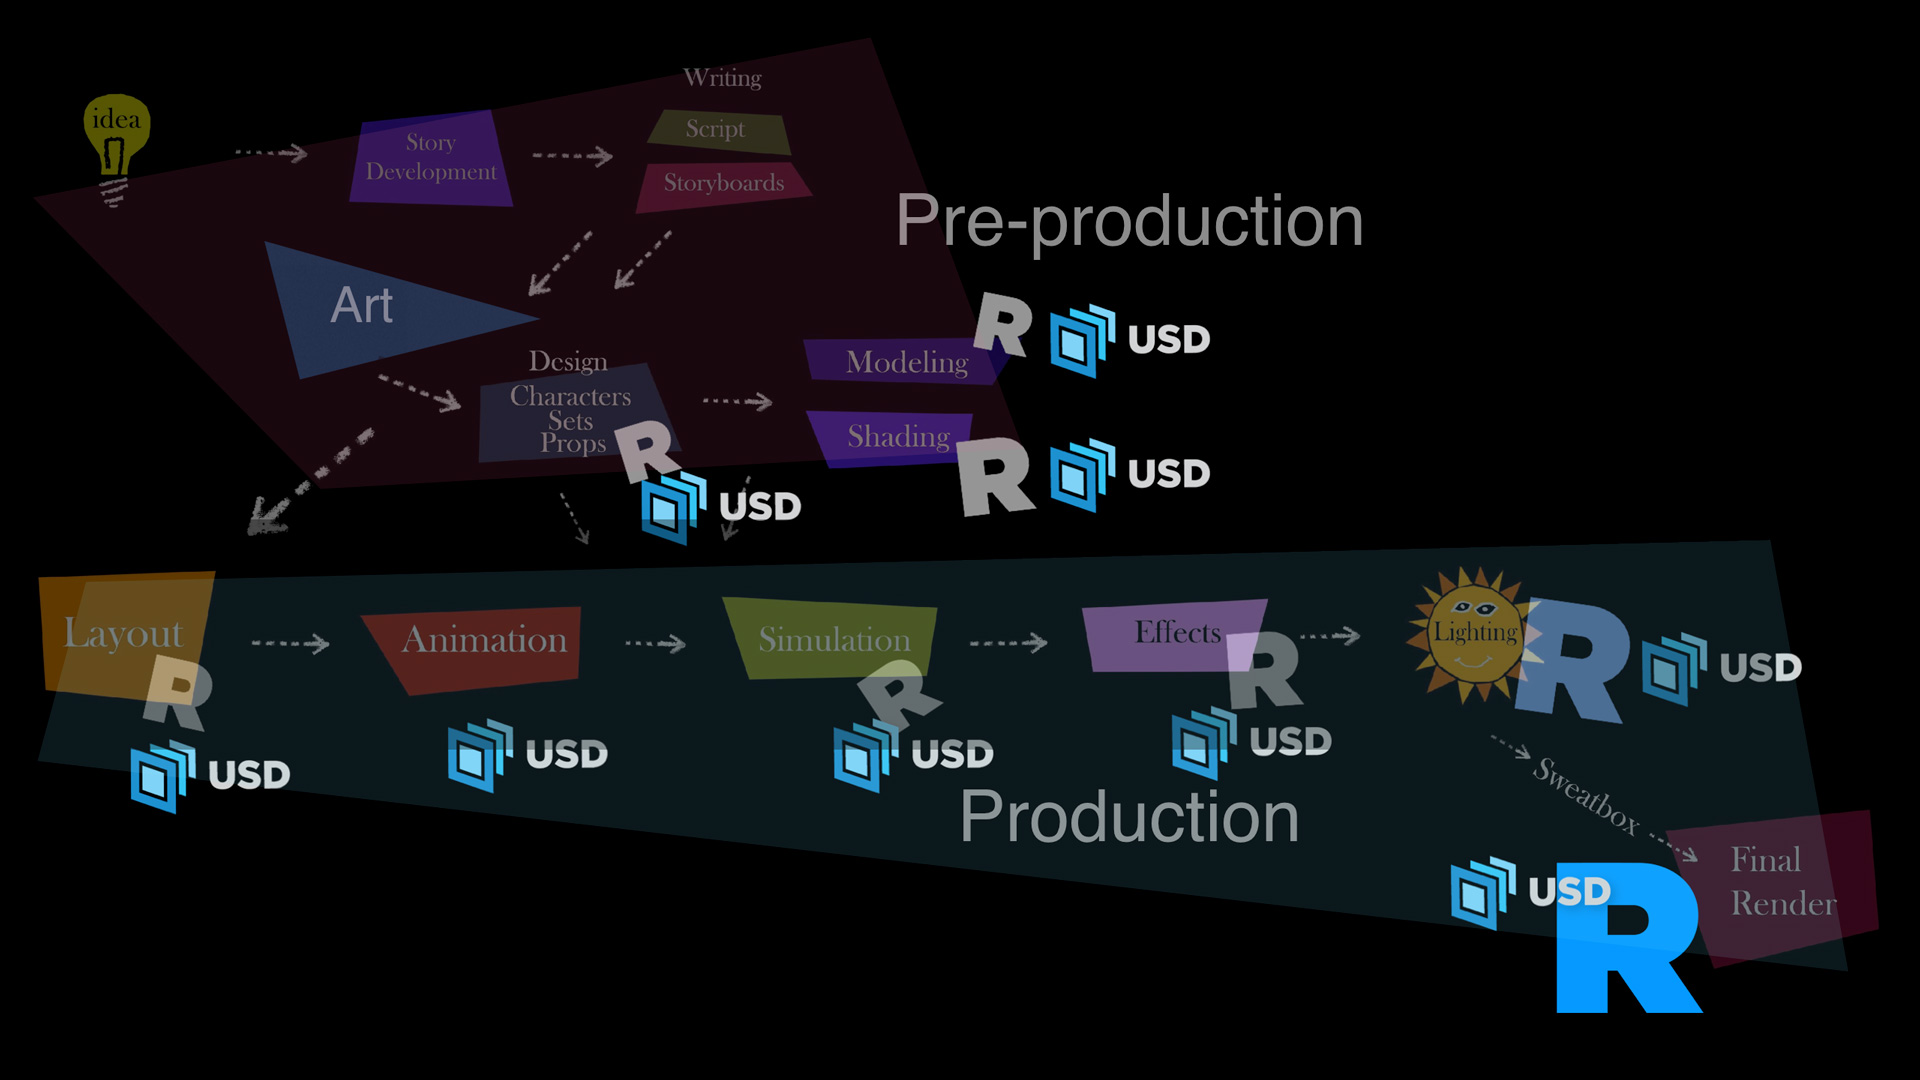 idea
Story
Development
Writing
Script
Storyboards
Pre-production
Art
Design
Characters
Sets
Props
R
USD
Modeling
R
USD
Shading
R
USD
Layout
R
USD
Animation
USD
Simulation
R
USD
Effects
R
USD
Lighting
R
USD
Production
Sweatbox
Final
Render
USD
R